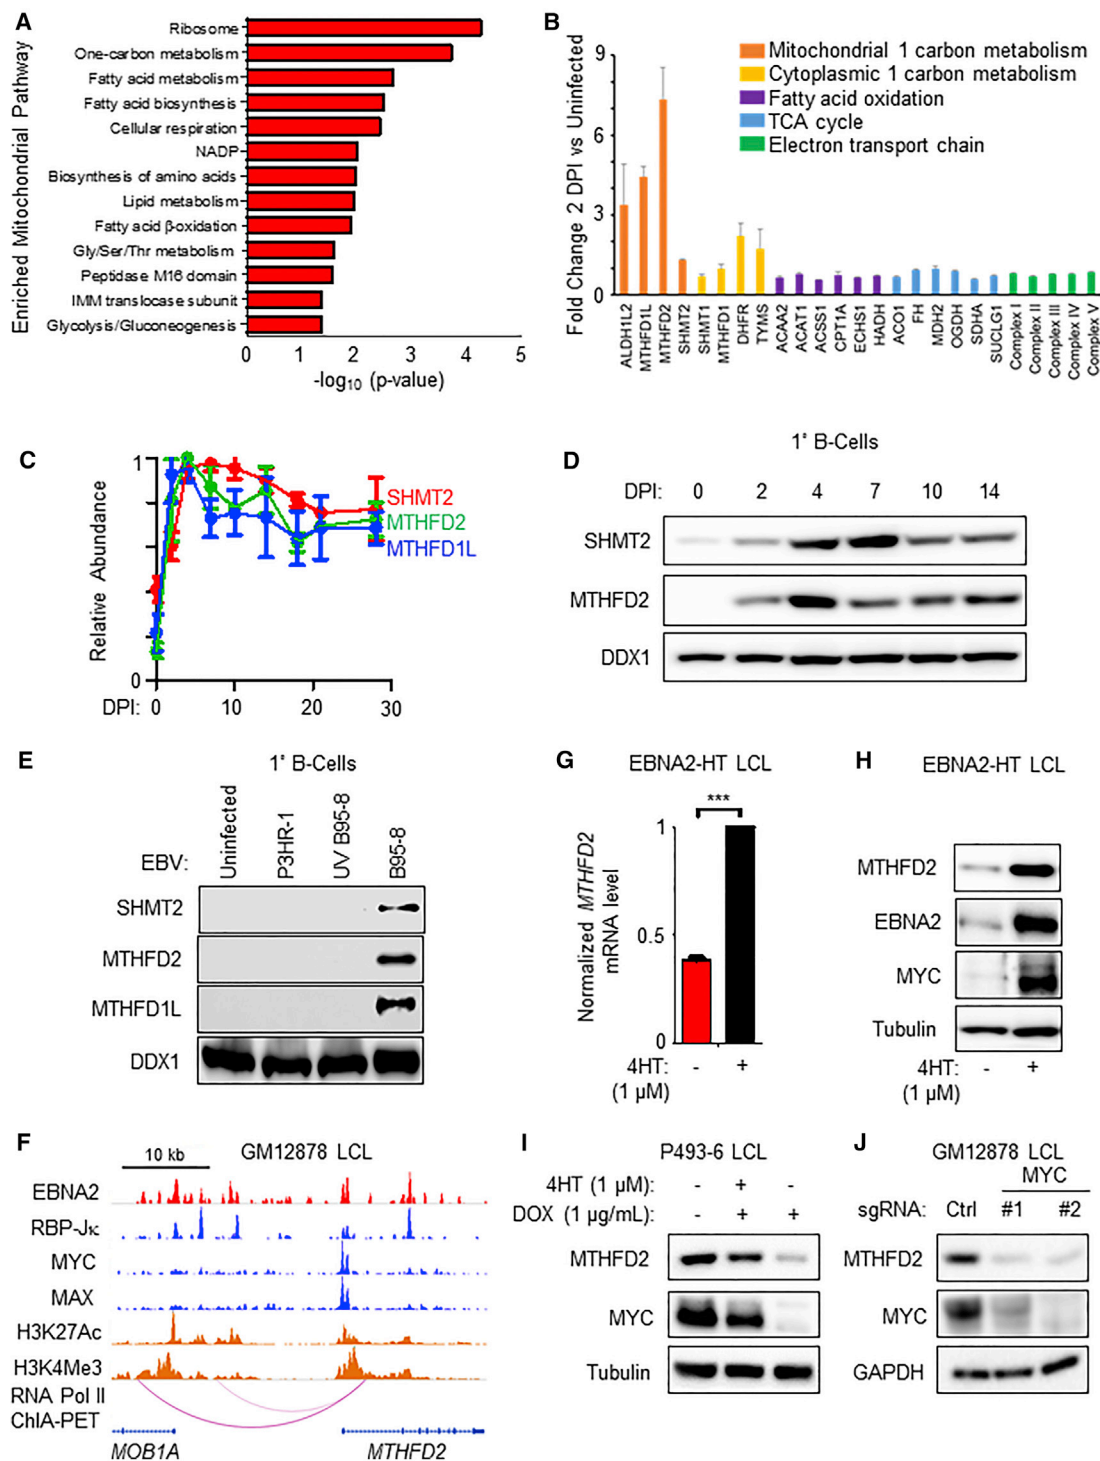 A
Enriched Mitochondrial Pathway
Ribosome
One-carbon metabolism
Fatty acid metabolism
Fatty acid biosynthesis
Cellular respiration
NADP
Biosynthesis of amino acids
Lipid metabolism
Fatty acid β-oxidation
Gly/Ser/Thr metabolism
Peptidase M16 domain
IMM translocase subunit
Glycolysis/Gluconeogenesis
0 1 2 3 4 5
-log10 (p-value)
B
Fold Change 2 DPI vs Uninfected
9
6
3
0
Mitochondrial 1 carbon metabolism
Cytoplasmic 1 carbon metabolism
Fatty acid oxidation
TCA cycle
Electron transport chain
ALDH1L2
MTHFD1L
MTHFD2
SHMT2
SHMT1
MTHFD1
DHFR
TYMS
ACAA2
ACAT1
ACSS1
CPT1A
ECHS1
HADH
ACO1
FH
MDH2
OGDH
SDHA
SUCLG1
Complex I
Complex II
Complex III
Complex IV
Complex V
C
Relative Abundance
1
0
SHMT2
MTHFD2
MTHFD1L
DPI: 0 10 20 30
D
1° B-Cells
DPI: 0 2 4 7 10 14
SHMT2
MTHFD2
DDX1
E
1° B-Cells
EBV: Uninfected P3HR-1 UV B95-8 B95-8
SHMT2
MTHFD2
MTHFD1L
DDX1
G
EBNA2-HT LCL
***
Normalized MTHFD2 mRNA level
1
0.5
0
4HT: - +
(1 µM)
H
EBNA2-HT LCL
MTHFD2
EBNA2
MYC
Tubulin
4HT: - +
(1 µM)
F
10 kb GM12878 LCL
EBNA2
RBP-Jκ
MYC
MAX
H3K27Ac
H3K4Me3
RNA Pol II
ChIA-PET
MOB1A MTHFD2
I
P493-6 LCL
4HT (1 µM): - + -
DOX (1 µg/mL): - + +
MTHFD2
MYC
Tubulin
J
GM12878 LCL
MYC
sgRNA: Ctrl #1 #2
MTHFD2
MYC
GAPDH